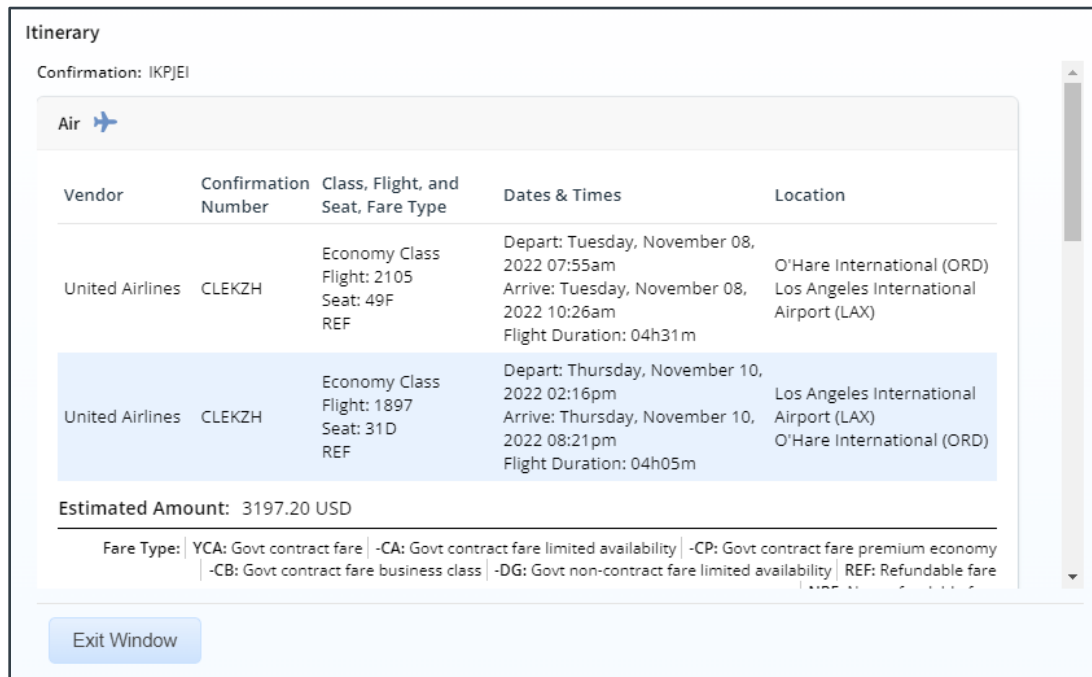 Itinerary
Confirmation: IKPJEI
Air
Vendor
Confirmation Number
Class, Flight, and Seat, Fare Type
Dates & Times
Location
United Airlines
CLEKZH
Economy Class
Flight: 2105
Seat: 49F
REF
Depart: Tuesday, November 08,
2022 07:55am
Arrive: Tuesday, November 08,
2022 10:26am
Flight Duration: 04h31m
O'Hare International (ORD)
Los Angeles International
Airport (LAX)
United Airlines
CLEKZH
Economy Class
Flight: 1897
Seat: 31D
REF
Depart: Thursday, November 10,
2022 02:16pm
Arrive: Thursday, November 10,
2022 08:21pm
Flight Duration: 04h05m
Los Angeles International
Airport (LAX)
O'Hare International (ORD)
Estimated Amount: 3197.20 USD
Fare Type: YCA: Govt contract fare -CA: Govt contract fare limited availability -CP: Govt contract fare premium economy
-CB: Govt contract fare business class -DG: Govt non-contract fare limited availability REF: Refundable fare
Exit Window